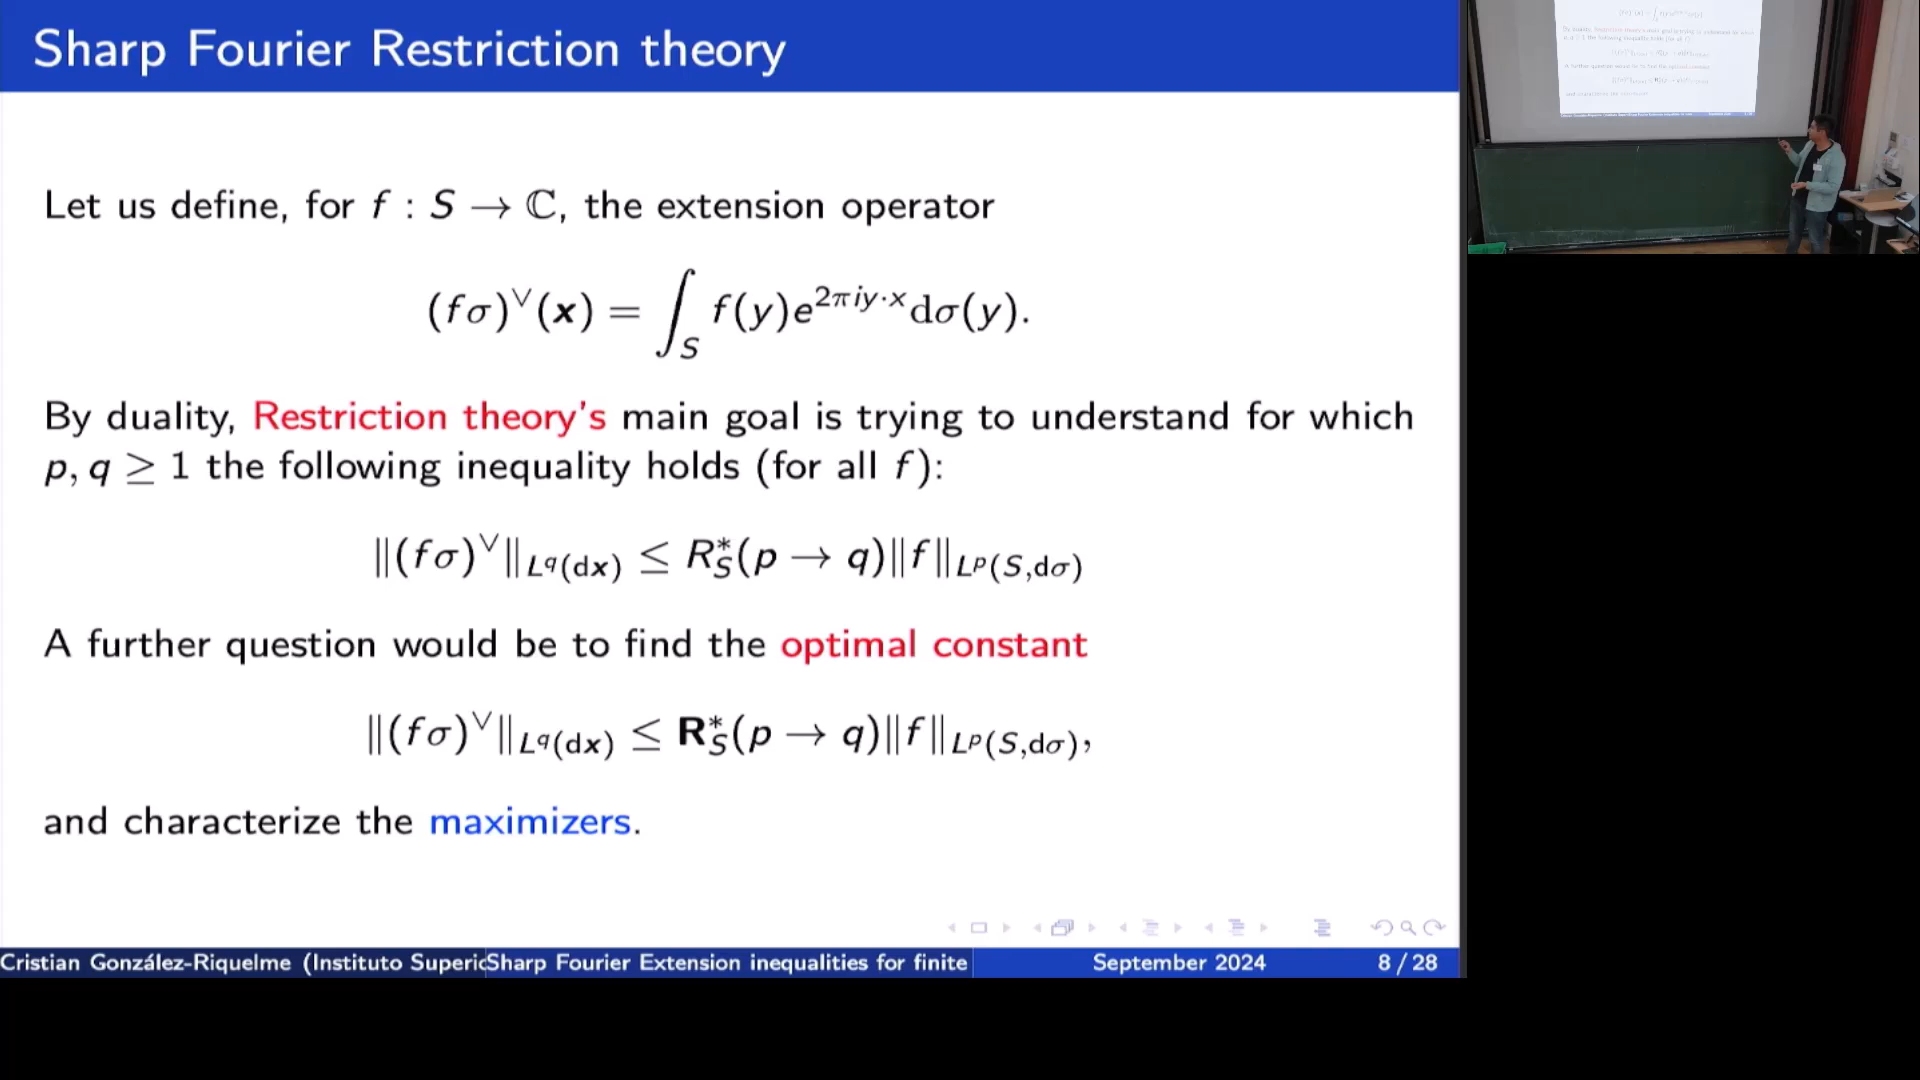 Sharp Fourier Restriction theory
Let us define, for f : S → ℂ, the extension operator
(fσ)^∨(𝒙) = ∫_S f(y)e^{2πiy·x}dσ(y).
By duality, Restriction theory's main goal is trying to understand for which
p, q ≥ 1 the following inequality holds (for all f):
‖(fσ)^∨‖_{L^q(d𝒙)} ≤ R*_S(p → q)‖f‖_{L^p(S,dσ)}
A further question would be to find the optimal constant
‖(fσ)^∨‖_{L^q(d𝒙)} ≤ 𝐑*_S(p → q)‖f‖_{L^p(S,dσ)},
and characterize the maximizers.
Cristian González-Riquelme (Instituto Superic Sharp Fourier Extension inequalities for finite September 2024 8 / 28